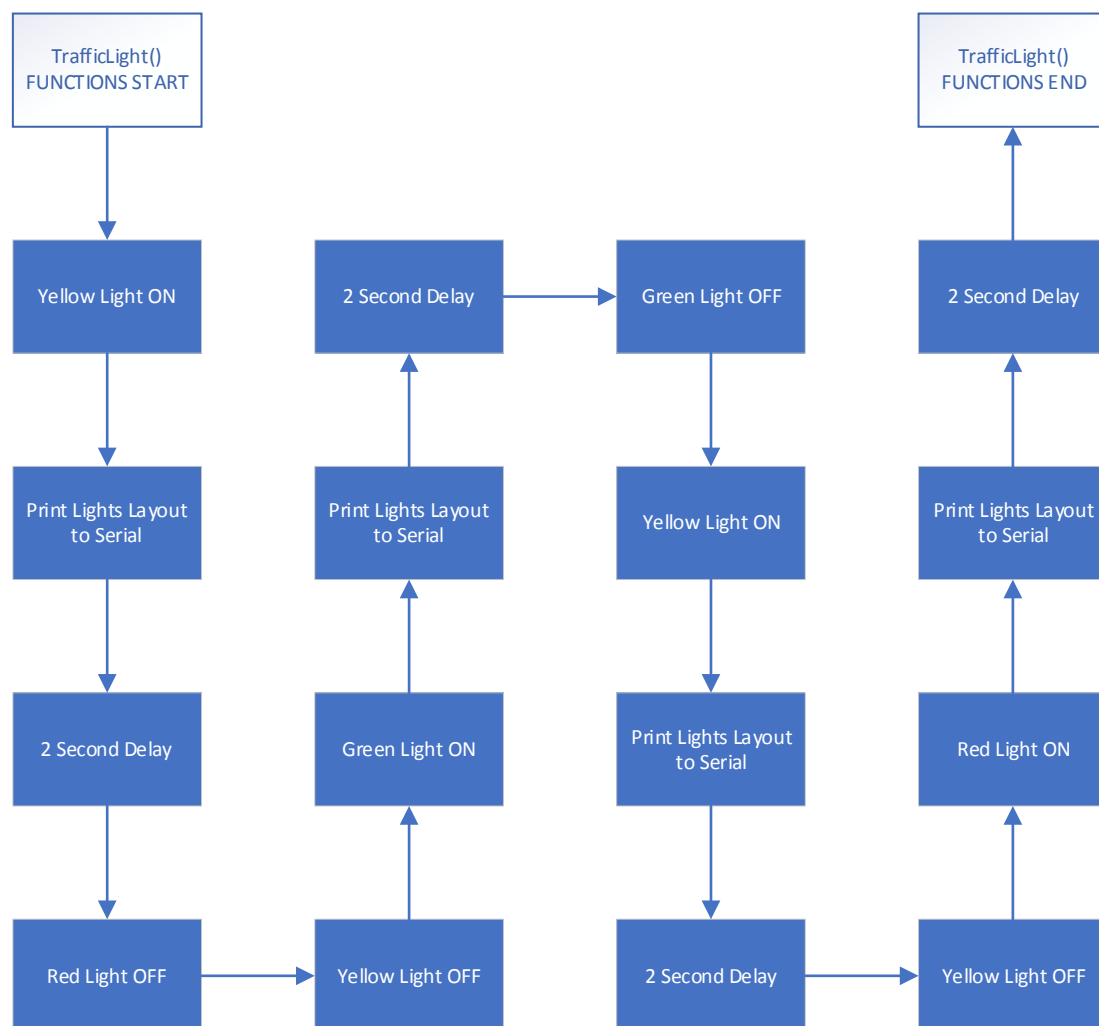 TrafficLight()
FUNCTIONS START
Yellow Light ON
Print Lights Layout
to Serial
2 Second Delay
Red Light OFF
Yellow Light OFF
Green Light ON
Print Lights Layout
to Serial
2 Second Delay
Green Light OFF
Yellow Light ON
Print Lights Layout
to Serial
2 Second Delay
Yellow Light OFF
Red Light ON
Print Lights Layout
to Serial
2 Second Delay
TrafficLight()
FUNCTIONS END